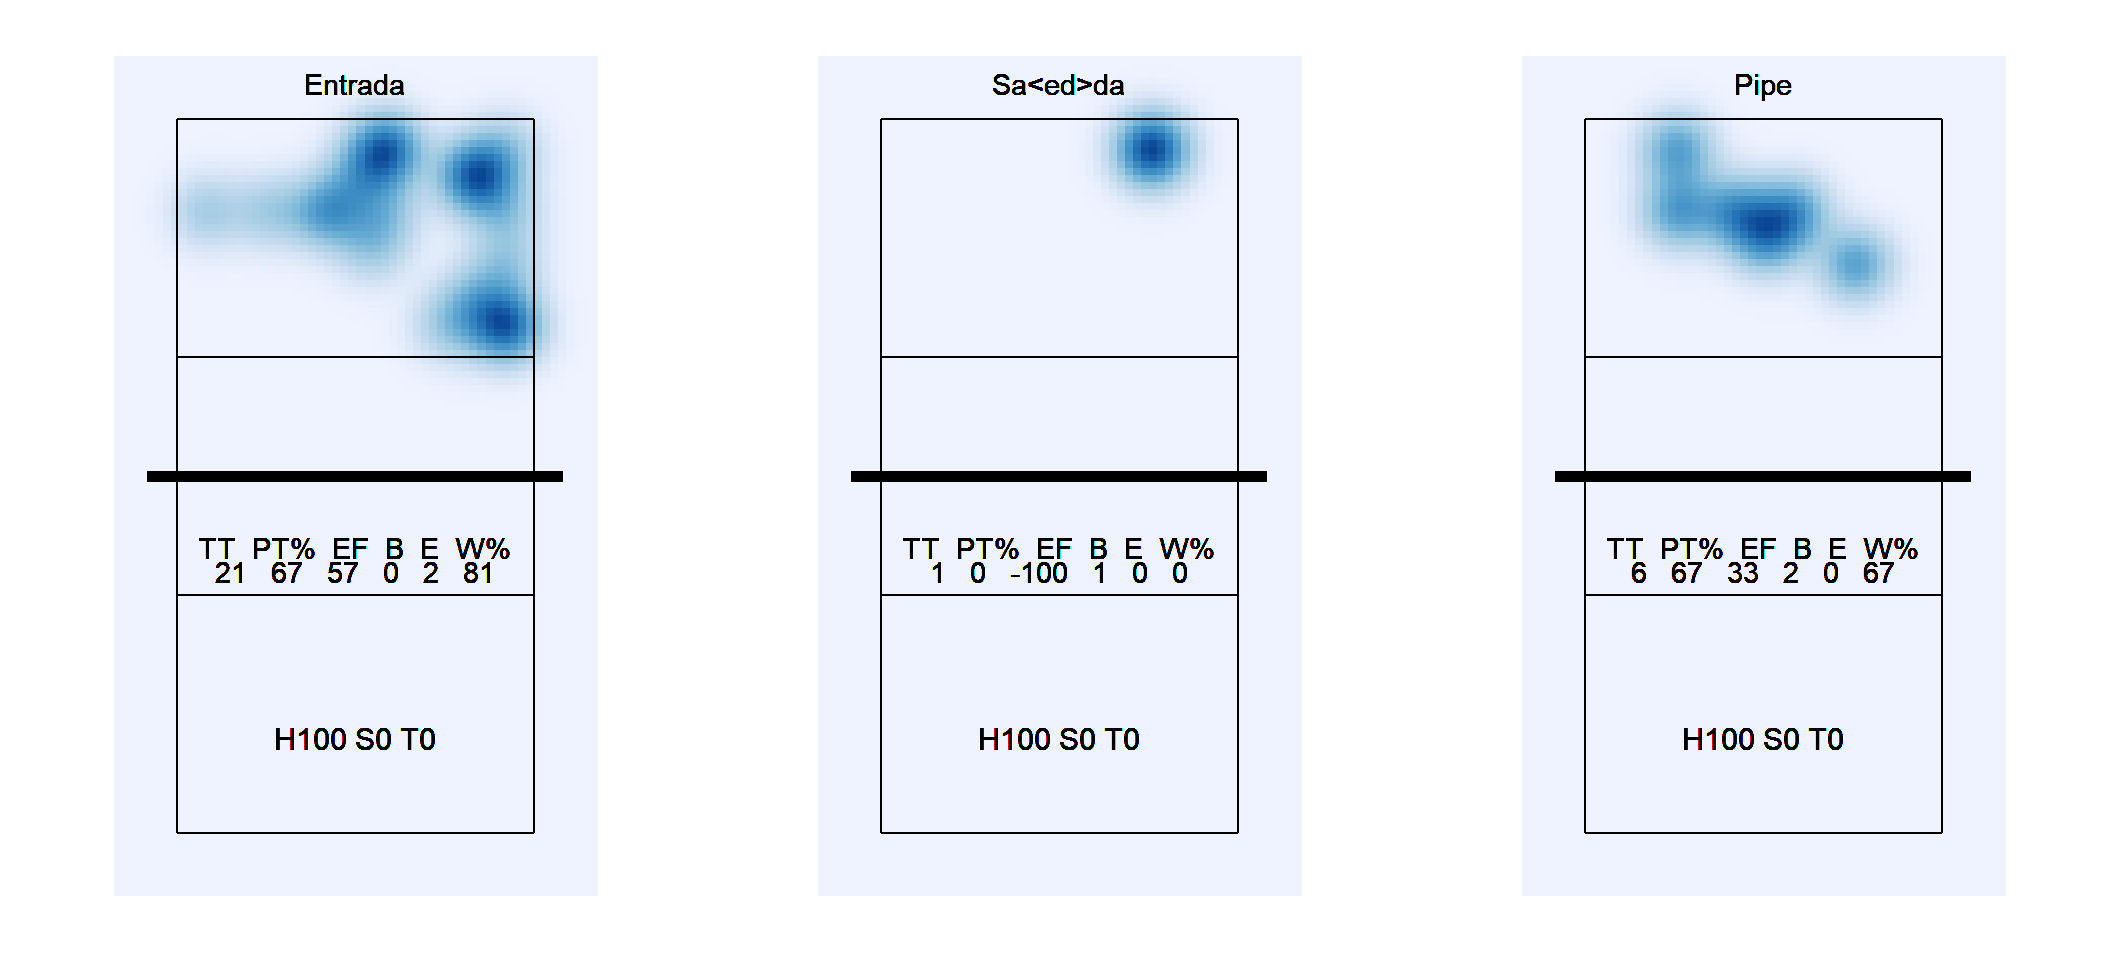 Entrada
TT PT% EF B E W%
21 67 57 0 2 81
H100 S0 T0
Sa<ed>da
TT PT% EF B E W%
1 0 -100 1 0 0
H100 S0 T0
Pipe
TT PT% EF B E W%
6 67 33 2 0 67
H100 S0 T0